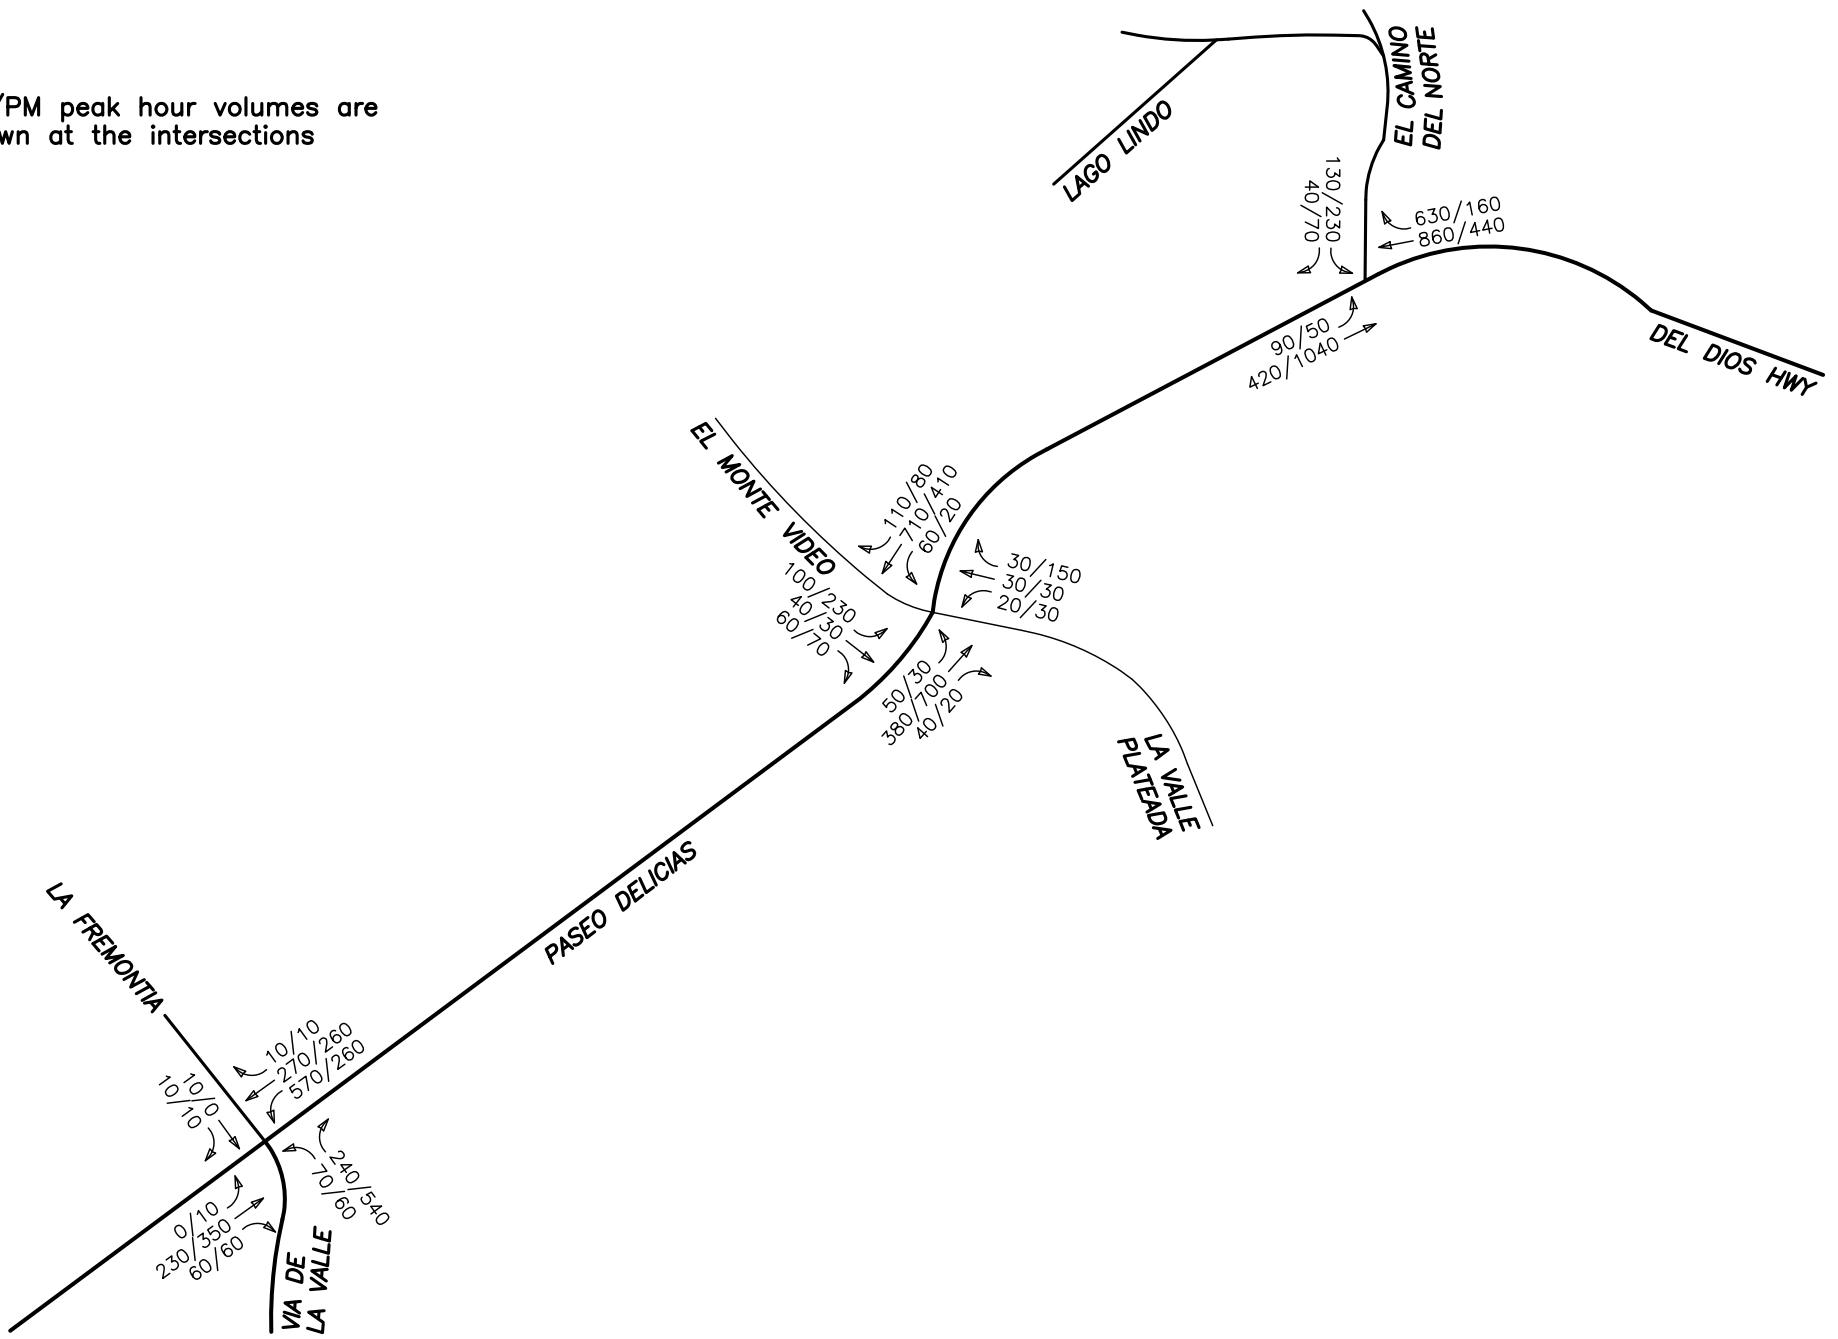 /PM peak hour volumes are
wn at the intersections
EL CAMINO
DEL NORTE
LAGO LINDO
130/230
40/70
630/160
860/440
90/50
420/1040
DEL DIOS HWY
EL MONTE VIDEO
110/80
710/410
60/20
30/150
30/30
20/30
100/230
40/30
60/70
50/30
380/700
40/20
LA VALLE
PLATEADA
PASEO DELICIAS
LA FREMONTIA
10/10
270/260
570/260
10/0
10/10
240/540
70/60
0/10
230/350
60/60
VIA DE
LA VALLE